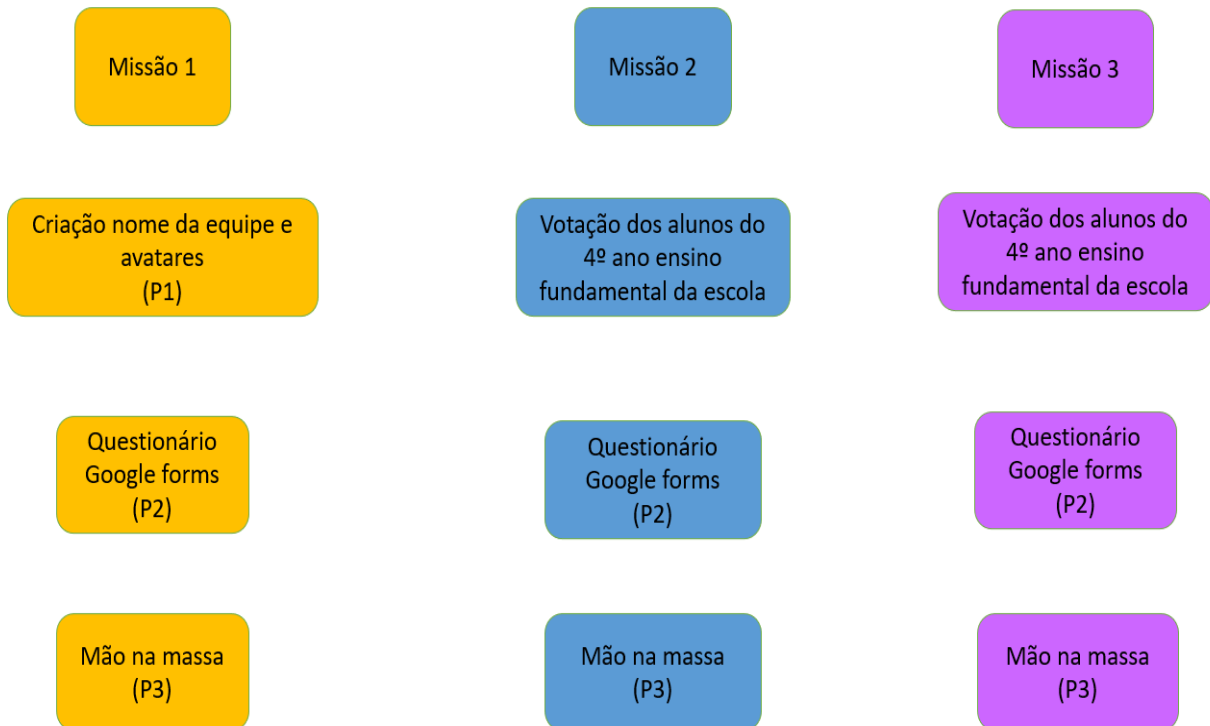 Missão 1
Missão 2
Missão 3
Criação nome da equipe e
avatares
(P1)
Votação dos alunos do
4º ano ensino
fundamental da escola
Votação dos alunos do
4º ano ensino
fundamental da escola
Questionário
Google forms
(P2)
Questionário
Google forms
(P2)
Questionário
Google forms
(P2)
Mão na massa
(P3)
Mão na massa
(P3)
Mão na massa
(P3)